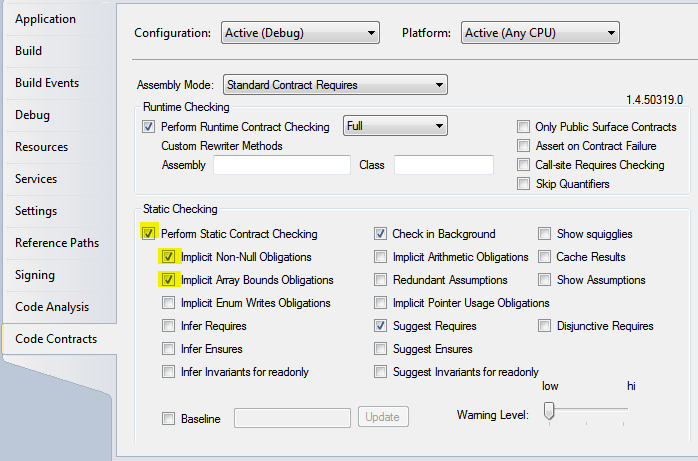 Application
Build
Build Events
Debug
Resources
Services
Settings
Reference Paths
Signing
Code Analysis
Code Contracts
Configuration: Active (Debug) Platform: Active (Any CPU)
Assembly Mode: Standard Contract Requires
1.4.50319.0
Runtime Checking
Perform Runtime Contract Checking Full Only Public Surface Contracts
Custom Rewriter Methods Assert on Contract Failure
Assembly Class Call-site Requires Checking
Skip Quantifiers
Static Checking
Perform Static Contract Checking Check in Background Show squigglies
Implicit Non-Null Obligations Implicit Arithmetic Obligations Cache Results
Implicit Array Bounds Obligations Redundant Assumptions Show Assumptions
Implicit Enum Writes Obligations Implicit Pointer Usage Obligations
Infer Requires Suggest Requires Disjunctive Requires
Infer Ensures Suggest Ensures
Infer Invariants for readonly Suggest Invariants for readonly
low hi
Baseline Update Warning Level: